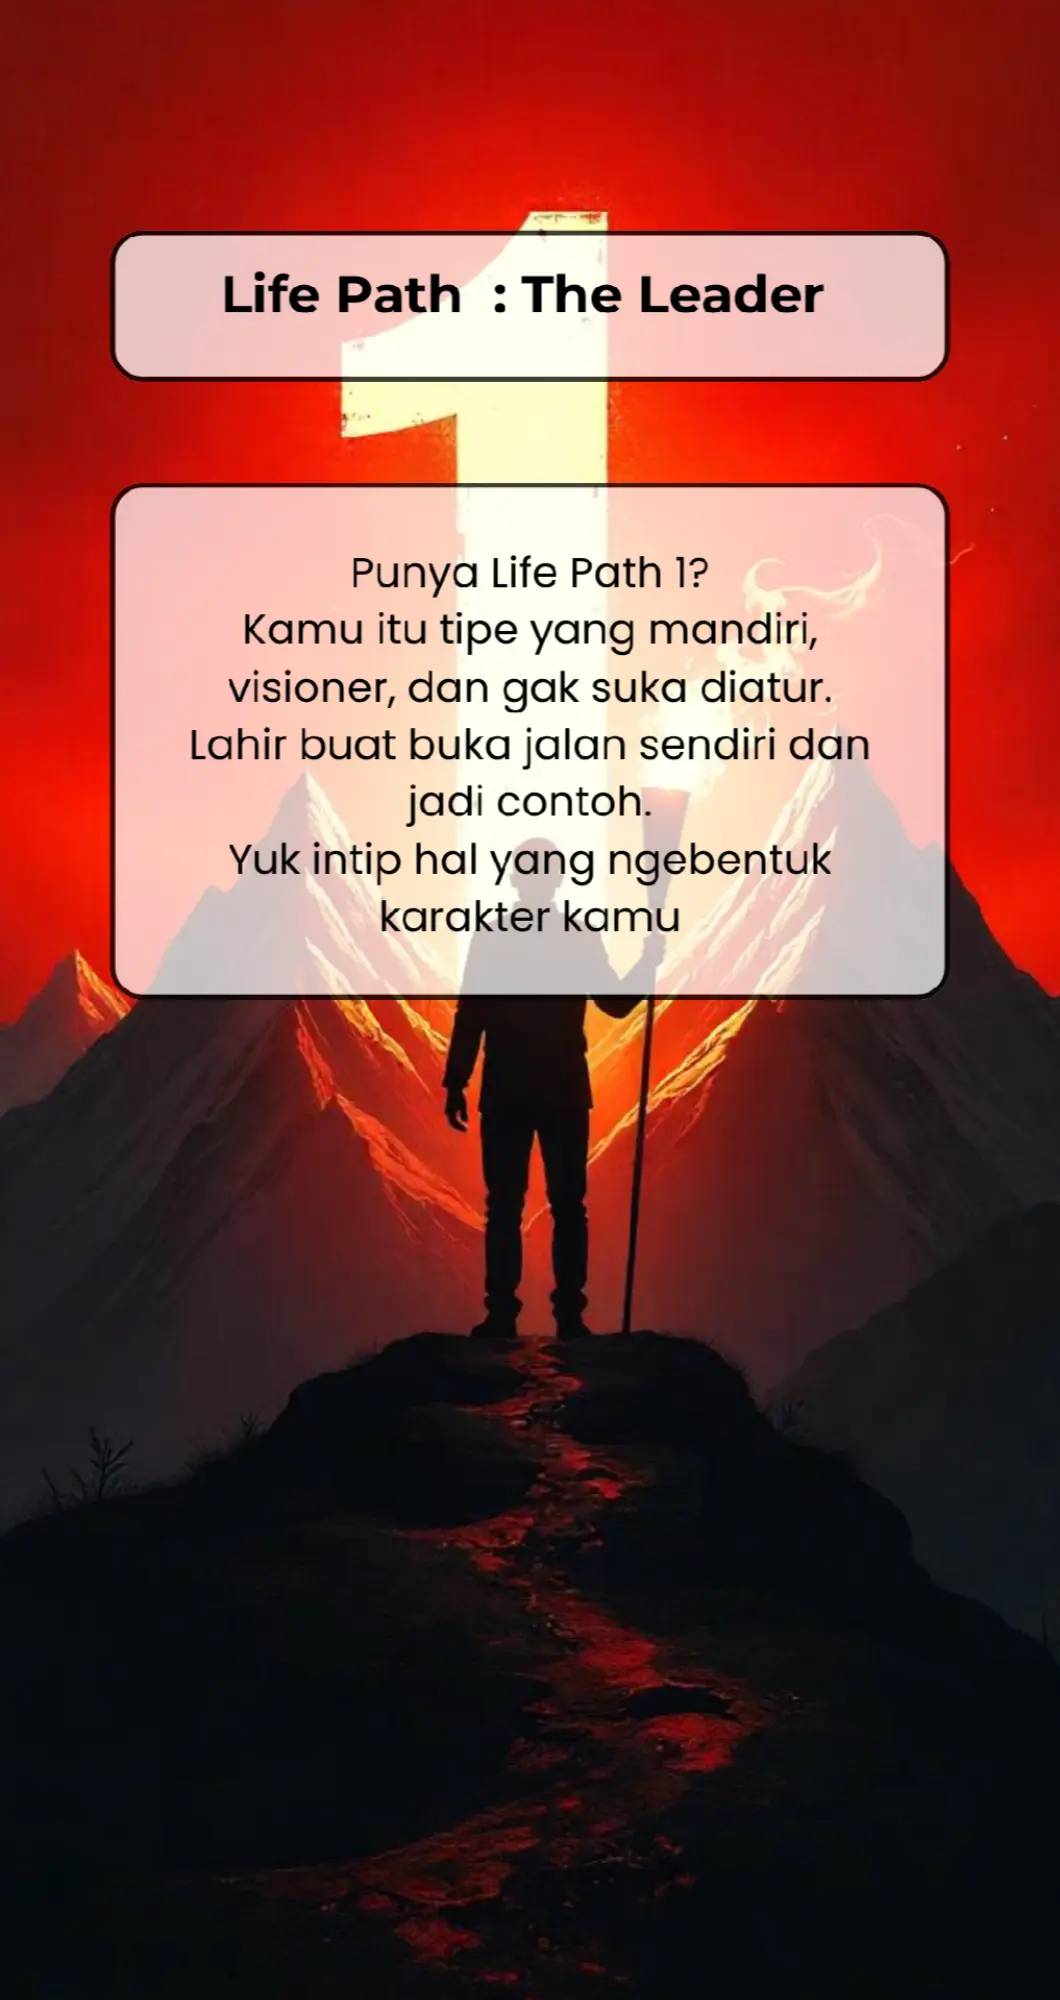 1
Life Path : The Leader
Punya Life Path 1?
Kamu itu tipe yang mandiri,
visioner, dan gak suka diatur.
Lahir buat buka jalan sendiri dan
jadi contoh.
Yuk intip hal yang ngebentuk
karakter kamu